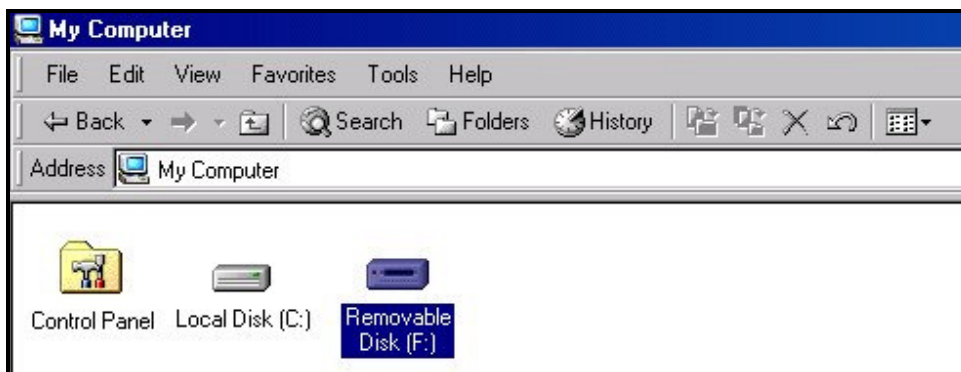 My Computer
File Edit View Favorites Tools Help
Back Search Folders History
Address My Computer
Control Panel Local Disk (C:) Removable
Disk (F:)